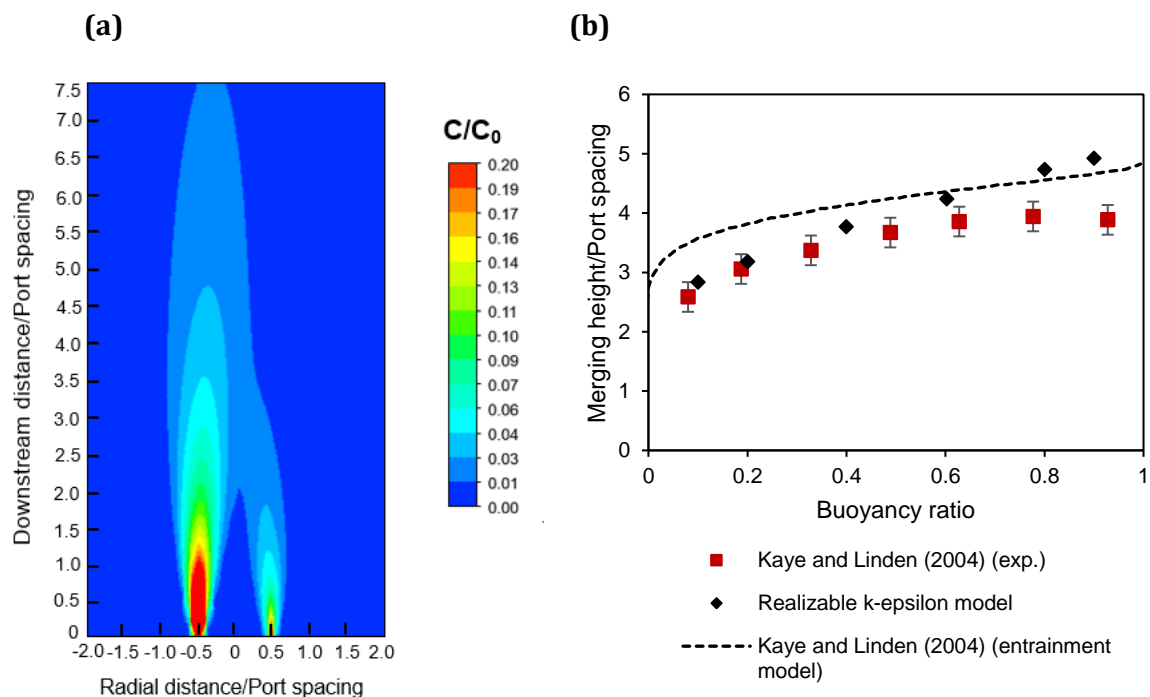 (a)
(b)
7.5
7.0
6.5
6.0
5.5
5.0
4.5
4.0
3.5
3.0
2.5
2.0
1.5
1.0
0.5
0
Downstream distance/Port spacing
-2.0 -1.5 -1.0 -0.5 0 0.5 1.0 1.5 2.0
Radial distance/Port spacing
C/C₀
0.20
0.19
0.17
0.16
0.14
0.13
0.11
0.10
0.09
0.07
0.06
0.04
0.03
0.01
0.00
6
5
4
3
2
1
0
Merging height/Port spacing
0 0.2 0.4 0.6 0.8 1
Buoyancy ratio
Kaye and Linden (2004) (exp.)
Realizable k-epsilon model
Kaye and Linden (2004) (entrainment
model)